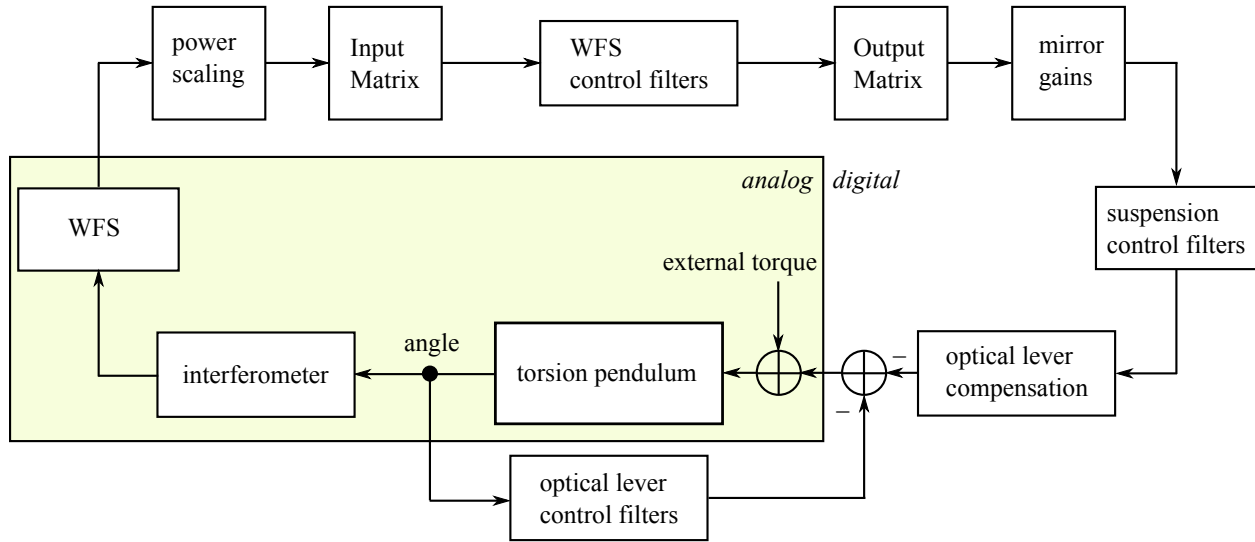 power
scaling
Input
Matrix
WFS
control filters
Output
Matrix
mirror
gains
analog
digital
WFS
suspension
control filters
external torque
angle
interferometer
torsion pendulum
–
–
optical lever
compensation
optical lever
control filters